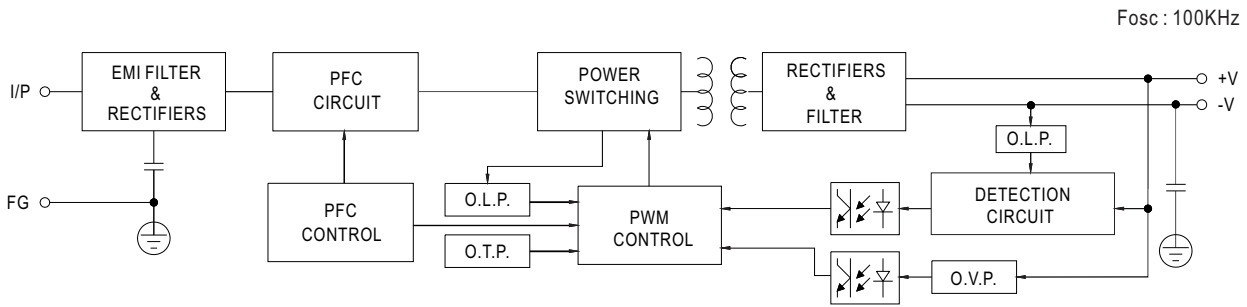 Fosc : 100KHz
I/P
EMI FILTER
&
RECTIFIERS
PFC
CIRCUIT
POWER
SWITCHING
RECTIFIERS
&
FILTER
+V
-V
O.L.P.
FG
PFC
CONTROL
O.L.P.
O.T.P.
PWM
CONTROL
DETECTION
CIRCUIT
O.V.P.